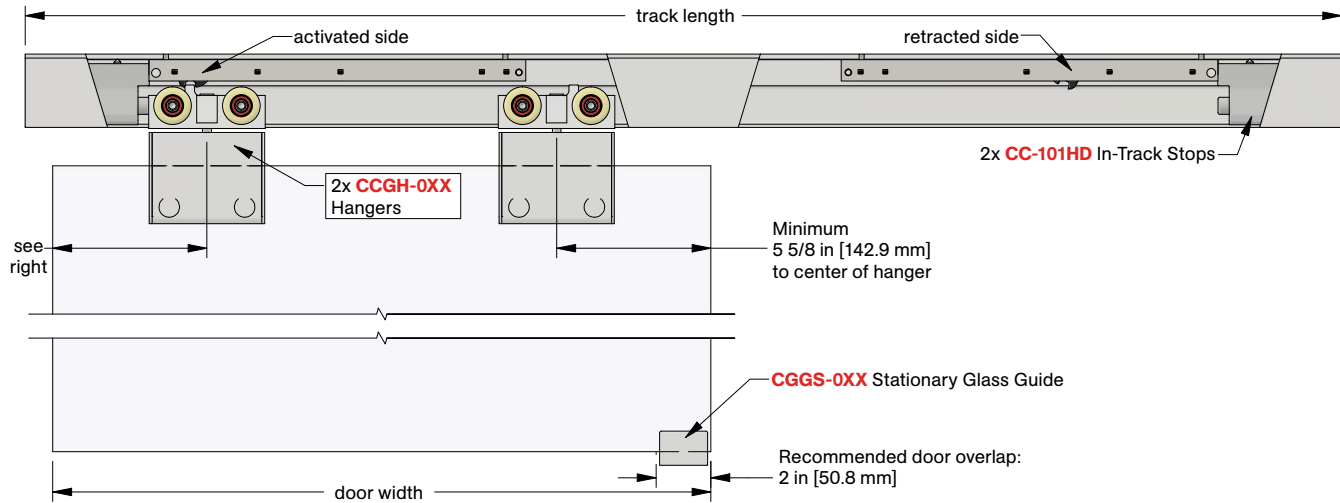 track length
activated side
retracted side
2x CC-101HD In-Track Stops
2x CCGH-0XX
Hangers
see
right
Minimum
5 5/8 in [142.9 mm]
to center of hanger
CGGS-0XX Stationary Glass Guide
Recommended door overlap:
2 in [50.8 mm]
door width